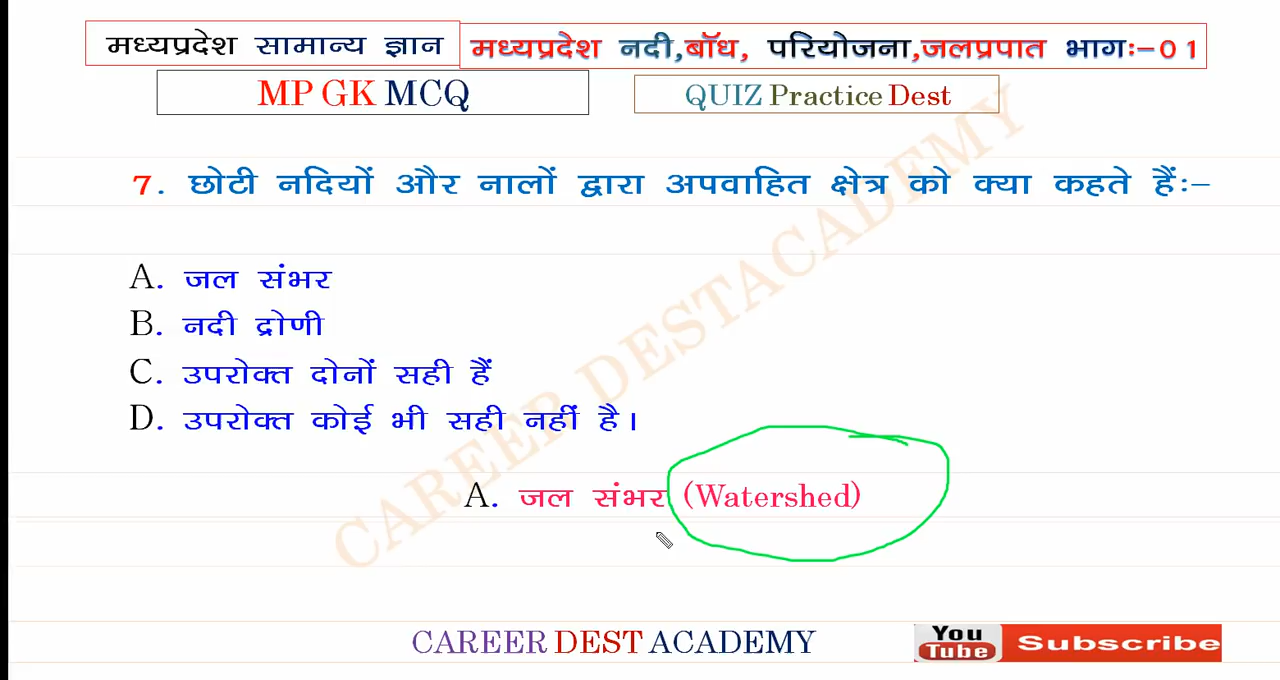 मध्यप्रदेश सामान्य ज्ञान
मध्यप्रदेश नदी,बॉध, परियोजना,जलप्रपात भागः–01
MP GK MCQ
QUIZ Practice Dest
7. छोटी नदियों और नालों द्वारा अपवाहित क्षेत्र को क्या कहते हैंः–
A. जल संभर
B. नदी द्रोणी
C. उपरोक्त दोनों सही हैं
D. उपरोक्त कोई भी सही नहीं है।
A. जल संभर (Watershed)
CAREER DESTACADEMY
CAREER DEST ACADEMY
You
Tube
Subscribe